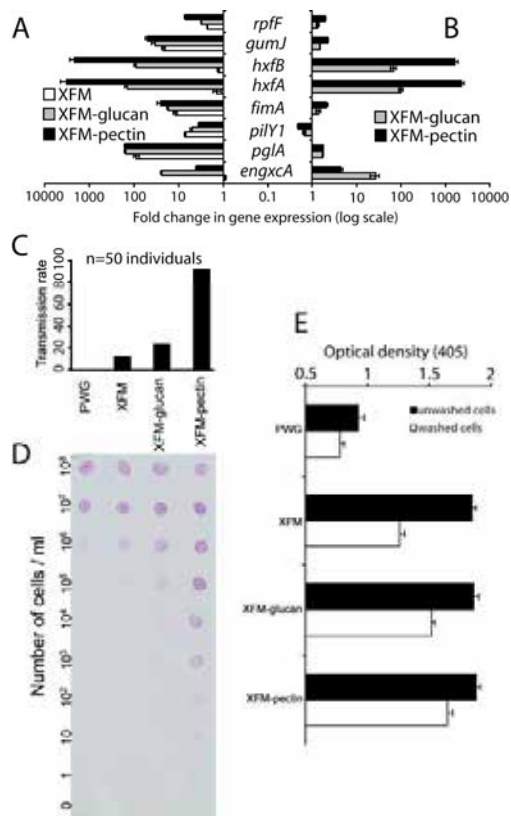 A
B
rpfF
gumJ
hxfB
hxfA
fimA
pilY1
pglA
engxcA
XFM
XFM-glucan
XFM-pectin
XFM-glucan
XFM-pectin
10000 1000 100 10 1 0.1 1 10 100 1000 10000
Fold change in gene expression (log scale)
C
n=50 individuals
Transmission rate
0 20 40 60 80 100
PWG
XFM
XFM-glucan
XFM-pectin
D
Number of cells / ml
10⁸
10⁷
10⁶
10⁵
10⁴
10³
10²
10
1
0
E
Optical density (405)
0.5 1 1.5 2
unwashed cells
washed cells
PWG
XFM
XFM-glucan
XFM-pectin